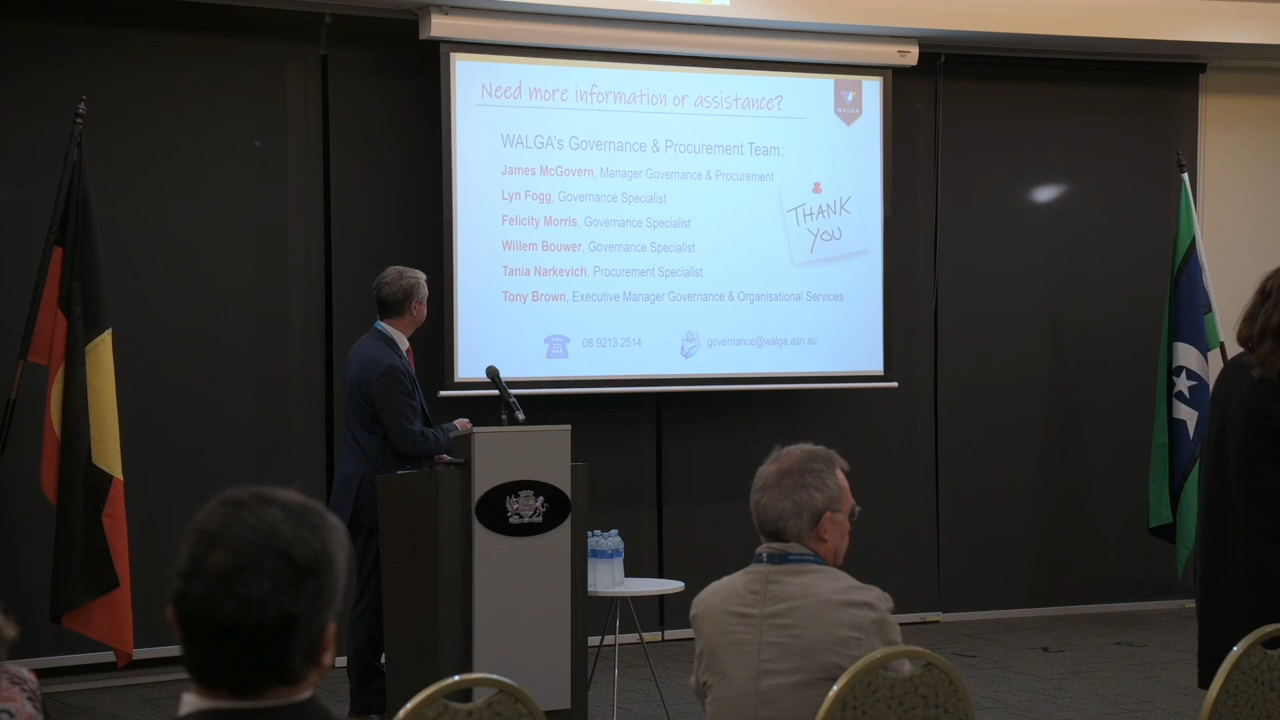 Need more information or assistance?
WALGA
WALGA's Governance & Procurement Team:
James McGovern, Manager Governance & Procurement
Lyn Fogg, Governance Specialist
Felicity Morris, Governance Specialist
Willem Bouwer, Governance Specialist
Tania Narkevich, Procurement Specialist
Tony Brown, Executive Manager Governance & Organisational Services
THANK
YOU
08 9213 2514
governance@walga.asn.au